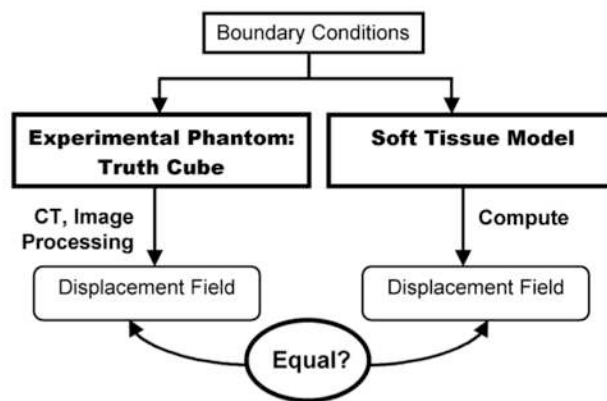 Boundary Conditions
Experimental Phantom:
Truth Cube
Soft Tissue Model
CT, Image
Processing
Compute
Displacement Field
Displacement Field
Equal?